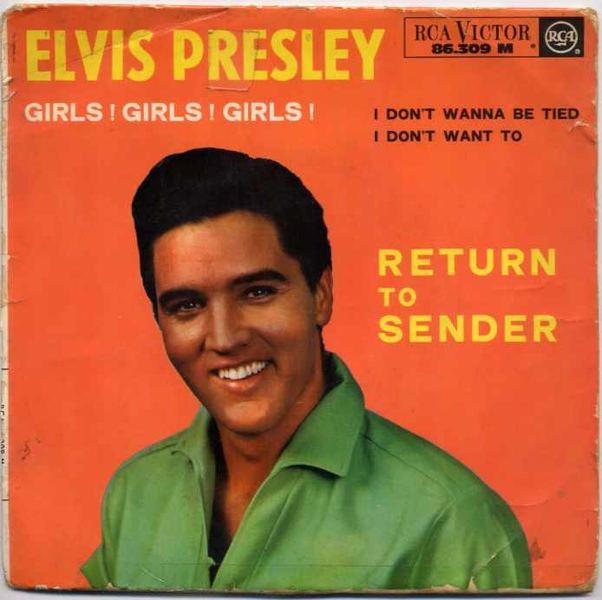 ELVIS PRESLEY
RCA VICTOR
86.309 M
RCA
®
GIRLS! GIRLS! GIRLS!
I DON'T WANNA BE TIED
I DON'T WANT TO
RETURN
TO
SENDER